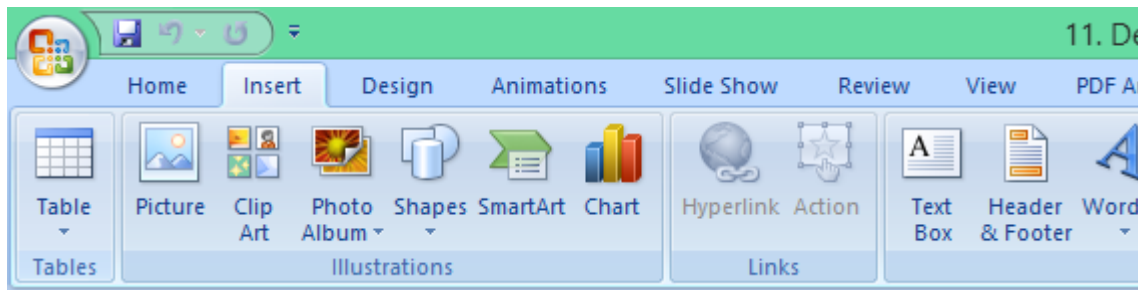 11. De
Home Insert Design Animations Slide Show Review View PDF A
Table Picture Clip Art Photo Album Shapes SmartArt Chart Hyperlink Action Text Box Header & Footer Word
Tables Illustrations Links